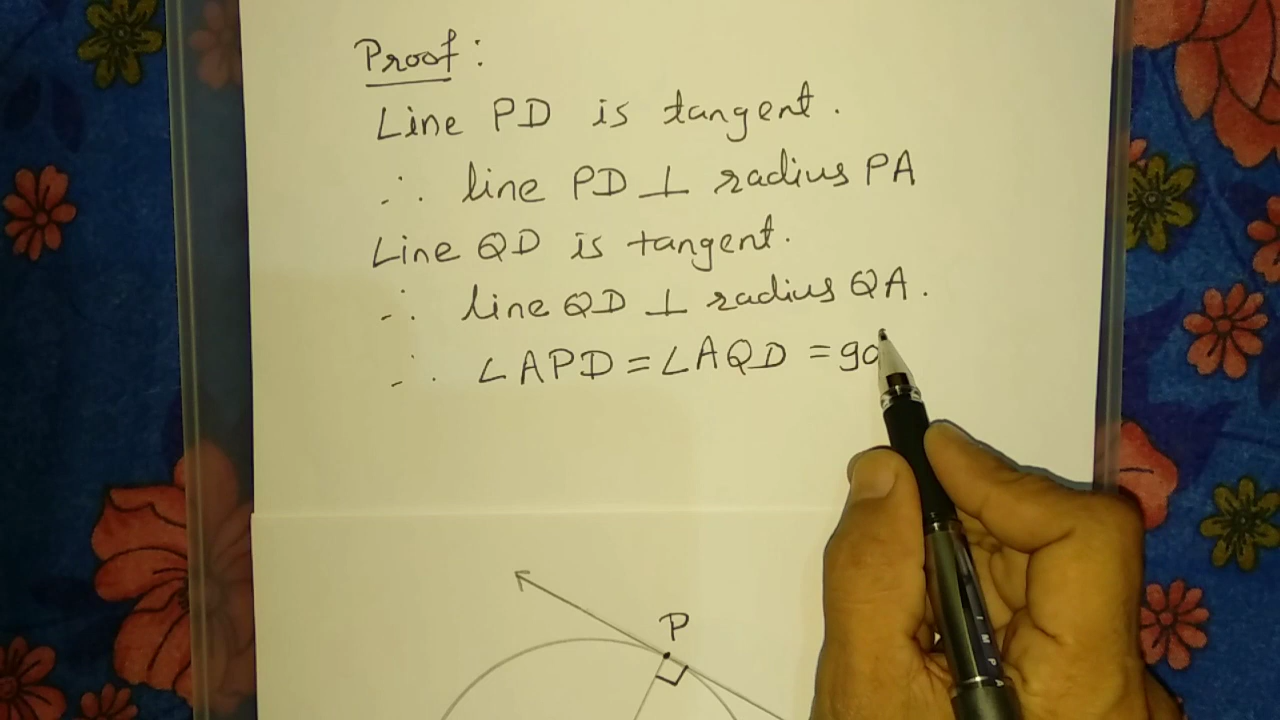 Proof :
Line PD is tangent.
∴ line PD ⊥ radius PA
Line QD is tangent.
∴ line QD ⊥ radius QA.
∴ ∠APD = ∠AQD = 90
P